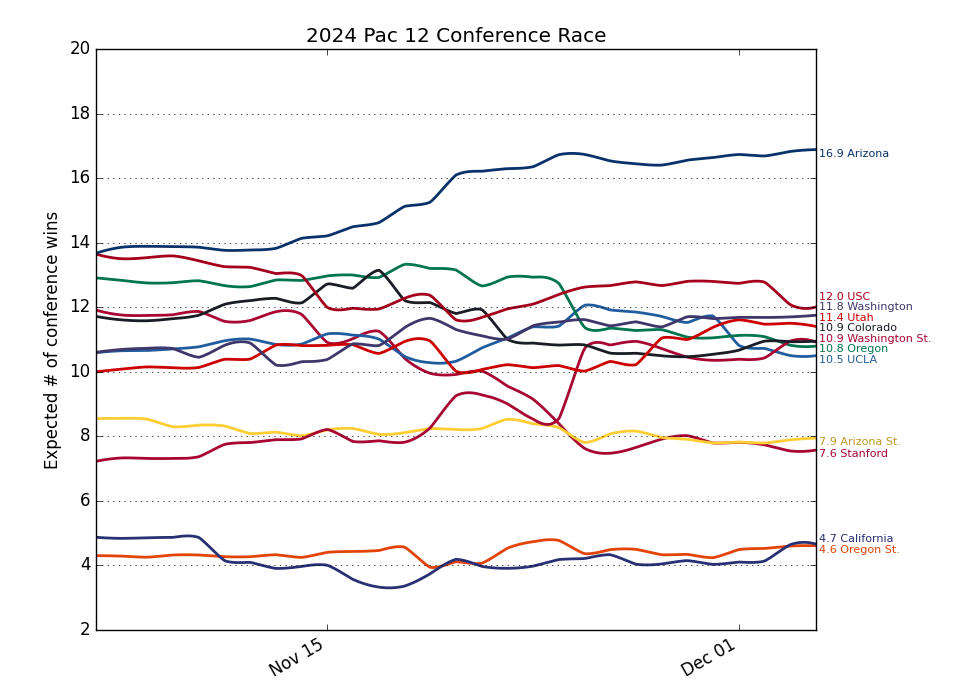 2024 Pac 12 Conference Race
Expected # of conference wins
20
18
16
14
12
10
8
6
4
2
Nov 15
Dec 01
16.9 Arizona
12.0 USC
11.8 Washington
11.4 Utah
10.9 Colorado
10.9 Washington St.
10.8 Oregon
10.5 UCLA
7.9 Arizona St.
7.6 Stanford
4.7 California
4.6 Oregon St.